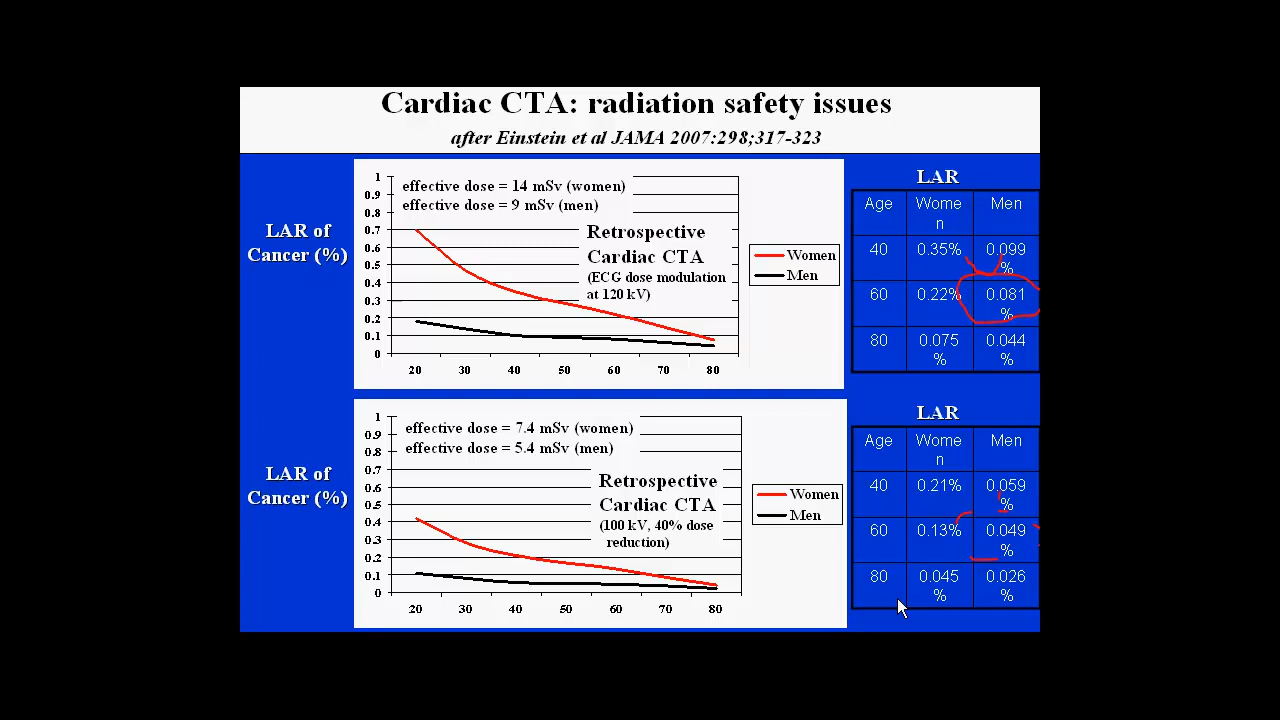 Cardiac CTA: radiation safety issues
after Einstein et al JAMA 2007:298;317-323
LAR of
Cancer (%)
1
0.9
0.8
0.7
0.6
0.5
0.4
0.3
0.2
0.1
0
effective dose = 14 mSv (women)
effective dose = 9 mSv (men)
Retrospective
Cardiac CTA
(ECG dose modulation
at 120 kV)
20 30 40 50 60 70 80
Women
Men
LAR
Age Wome Men
n
40 0.35% 0.099
%
60 0.22% 0.081
%
80 0.075 0.044
% %
LAR of
Cancer (%)
1
0.9
0.8
0.7
0.6
0.5
0.4
0.3
0.2
0.1
0
effective dose = 7.4 mSv (women)
effective dose = 5.4 mSv (men)
Retrospective
Cardiac CTA
(100 kV, 40% dose
reduction)
20 30 40 50 60 70 80
Women
Men
LAR
Age Wome Men
n
40 0.21% 0.059
%
60 0.13% 0.049
%
80 0.045 0.026
% %